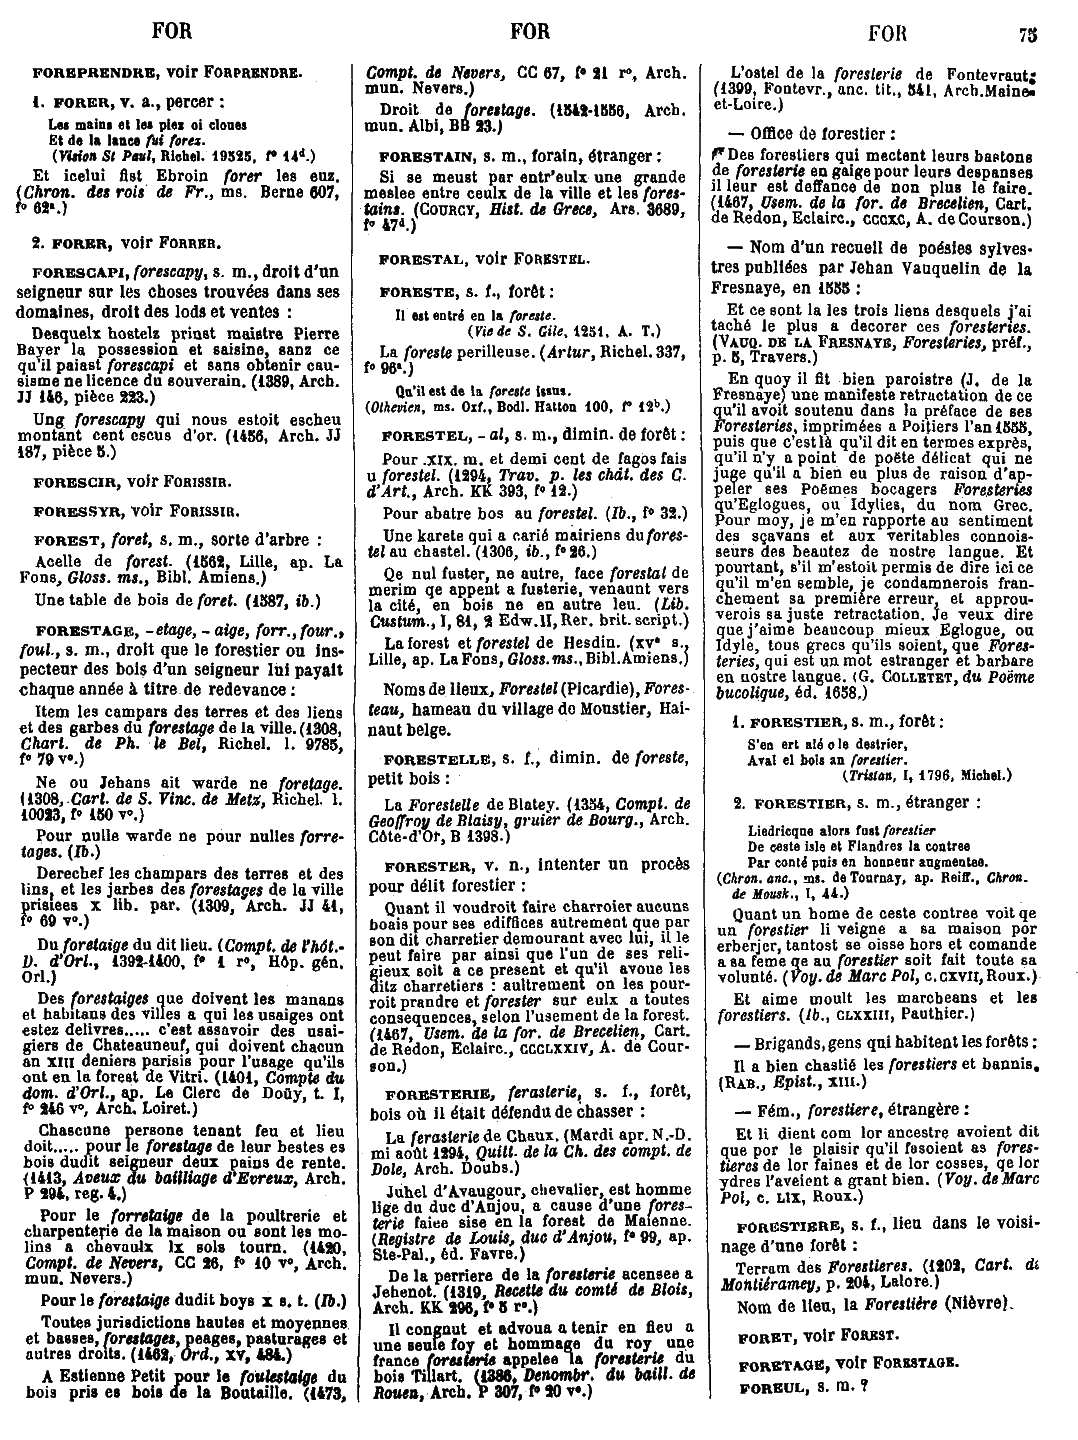 FOR
FOR
FOR
75
FOREPRENDRE, voir FORPRENDRE.
1. FORER, v. a., percer :
Les mains et les piez oi cloues
Et de la lance fui forez.
(Vision St Paul, Richel. 19525, f° 14d.)
Et icelui fist Ebroin forer les euz.
(Chron. des rois de Fr., ms. Berne 607,
f° 62a.)
2. FORER, voir FORRER.
FORESCAPI, forescapy, s. m., droit d'un
seigneur sur les choses trouvées dans ses
domaines, droit des lods et ventes :
Desquelx hostelz prinst maistre Pierre
Bayer la possession et saisine, sanz ce
qu'il paiast forescapi et sans obtenir cau-
sisme ne licence du souverain. (1389, Arch.
JJ 146, pièce 223.)
Ung forescapy qui nous estoit escheu
montant cent escus d'or. (1456, Arch. JJ
187, pièce 5.)
FORESCIR, voir FORISSIR.
FORESSYR, voir FORISSIR.
FOREST, foret, s. m., sorte d'arbre :
Acelle de forest. (1562, Lille, ap. La
Fons, Gloss. ms., Bibl. Amiens.)
Une table de bois de foret. (1587, ib.)
FORESTAGE, -etage, - aige, forr., four.,
foul., s. m., droit que le forestier ou ins-
pecteur des bois d'un seigneur lui payait
chaque année à titre de redevance :
Item les campars des terres et des liens
et des garbes du forestage de la ville. (1308,
Chart. de Ph. le Bel, Richel. l. 9785,
f° 79 v°.)
Ne ou Jehans ait warde ne foretage.
(1308, Cart. de S. Vinc. de Metz, Richel. l.
10023, f° 150 v°.)
Pour nulle warde ne pour nulles forre-
tages. (Ib.)
Derechef les champars des terres et des
lins, et les jarbes des forestages de la ville
prisiees x lib. par. (1309, Arch. JJ 41,
f° 69 v°.)
Du foretaige du dit lieu. (Compt. de l'hôt.-
D. d'Orl., 1392-1400, f° 1 r°, Hôp. gén.
Orl.)
Des forestaiges que doivent les manans
et habitans des villes a qui les usaiges ont
estez delivres..... c'est assavoir des usai-
giers de Chateauneuf, qui doivent chacun
an XIII deniers parisis pour l'usage qu'ils
ont en la forest de Vitri. (1401, Compte du
dom. d'Orl., ap. Le Clerc de Doüy, t. I,
f° 246 v°, Arch. Loiret.)
Chascune persone tenant feu et lieu
doit..... pour le forestage de leur bestes es
bois dudit seigneur deux pains de rente.
(1413, Aveux du bailliage d'Evreux, Arch.
P 294, reg. 4.)
Pour le forretaige de la poultrerie et
charpenterie de la maison ou sont les mo-
lins a chevaulx lx sols tourn. (1420,
Compt. de Nevers, CC 26, f° 10 v°, Arch.
mun. Nevers.)
Pour le forestaige dudit boys x s. t. (Ib.)
Toutes jurisdictions hautes et moyennes
et basses, forestages, peages, pasturages et
autres droits. (1462, Ord., xv, 484.)
A Estienne Petit pour le foulestaige du
bois pris es bois de la Boutaille. (1473,
Compt. de Nevers, CC 67, f° 21 r°, Arch.
mun. Nevers.)
Droit de forestage. (1542-1556, Arch.
mun. Albi, BB 23.)
FORESTAIN, s. m., forain, étranger :
Si se meust par entr'eulx une grande
meslee entre ceulx de la ville et les fores-
tains. (COURCY, Hist. de Grece, Ars. 3689,
f° 47d.)
FORESTAL, voir FORESTEL.
FORESTE, s. f., forêt :
Il est entré en la foreste.
(Vie de S. Gile, 1251, A. T.)
La foreste perilleuse. (Artur, Richel. 337,
f° 96a.)
Qu'il est de la foreste issus.
(Othevien, ms. Oxf., Bodl. Hatton 100, f° 12b.)
FORESTEL, - al, s. m., dimin. de forêt :
Pour .XIX. m. et demi cent de fagos fais
u forestel. (1294, Trav. p. les chât. des C.
d'Art., Arch. KK 393, f° 12.)
Pour abatre bos au forestel. (Ib., f° 32.)
Une karete qui a carié mairiens du fores-
tel au chastel. (1306, ib., f° 26.)
Qe nul fuster, ne autre, face forestal de
merim qe appent a fusterie, venaunt vers
la cité, en bois ne en autre leu. (Lib.
Custum., I, 81, 2 Edw. II, Rer. brit. script.)
La forest et forestel de Hesdin. (xve s.,
Lille, ap. La Fons, Gloss. ms., Bibl. Amiens.)
Noms de lieux, Forestel (Picardie), Fores-
teau, hameau du village de Moustier, Hai-
naut belge.
FORESTELLE, s. f., dimin. de foreste,
petit bois :
La Forestelle de Blatey. (1354, Compt. de
Geoffroy de Blaisy, gruier de Bourg., Arch.
Côte-d'Or, B 1398.)
FORESTER, v. n., intenter un procès
pour délit forestier :
Quant il voudroit faire charroier aucuns
boais pour ses ediffices autrement que par
son dit charretier demourant avec lui, il le
peut faire par ainsi que l'un de ses reli-
gieux soit a ce present et qu'il avoue les
ditz charretiers : aultrement on les pour-
roit prandre et forester sur eulx a toutes
consequences, selon l'usement de la forest.
(1467, Usem. de la for. de Brecelien, Cart.
de Redon, Eclairc., CCCLXXIV, A. de Cour-
son.)
FORESTERIE, ferasterie, s. f., forêt,
bois où il était défendu de chasser :
La ferasterie de Chaux. (Mardi apr. N.-D.
mi août 1294, Quitt. de la Ch. des compt. de
Dole, Arch. Doubs.)
Juhel d'Avaugour, chevalier, est homme
lige du duc d'Anjou, a cause d'une fores-
terie faiee sise en la forest de Maienne.
(Registre de Louis, duc d'Anjou, f° 99, ap.
Ste-Pal., éd. Favre.)
De la perriere de la foresterie acensee a
Jehenot. (1319, Recette du comté de Blois,
Arch. KK 296, f° 5 r°.)
Il congnut et advoua a tenir en fieu a
une seule foy et hommage du roy une
france foresterie appelee la foresterie du
bois Tillart. (1386, Denombr. du baill. de
Rouen, Arch. P 307, f° 20 v°.)
L'ostel de la foresterie de Fontevraut.
(1399, Fontevr., anc. tit., 541, Arch. Maine-
et-Loire.)
— Office de forestier :
Des forestiers qui mectent leurs bastons
de foresterie en gaige pour leurs despanses
il leur est deffance de non plus le faire.
(1467, Usem. de la for. de Brecelien, Cart.
de Redon, Eclairc., CCCXC, A. de Courson.)
— Nom d'un recueil de poésies sylves-
tres publiées par Jehan Vauquelin de la
Fresnaye, en 1555 :
Et ce sont la les trois liens desquels j'ai
taché le plus a decorer ces foresteries.
(VAUQ. DE LA FRESNAYE, Foresteries, préf.,
p. 5, Travers.)
En quoy il fit bien paroistre (J. de la
Fresnaye) une manifeste retractation de ce
qu'il avoit soutenu dans la préface de ses
Foresteries, imprimées a Poitiers l'an 1555,
puis que c'est là qu'il dit en termes exprès,
qu'il n'y a point de poëte délicat qui ne
juge qu'il a bien eu plus de raison d'ap-
peler ses Poëmes bocagers Foresteries
qu'Eglogues, ou Idylies, du nom Grec.
Pour moy, je m'en rapporte au sentiment
des sçavans et aux veritables connois-
seurs des beautez de nostre langue. Et
pourtant, s'il m'estoit permis de dire ici ce
qu'il m'en semble, je condamnerois fran-
chement sa première erreur, et approu-
verois sa juste retractation. Je veux dire
que j'aime beaucoup mieux Eglogue, ou
Idyle, tous grecs qu'ils soient, que Fores-
teries, qui est un mot estranger et barbare
en nostre langue. (G. COLLETET, du Poëme
bucolique, éd. 1658.)
1. FORESTIER, s. m., forêt :
S'en ert alé o le destrier,
Aval el bois an forestier.
(Tristan, I, 1796, Michel.)
2. FORESTIER, s. m., étranger :
Liedricque alors fust forestier
De ceste isle et Flandres la contree
Par conté puis en honneur augmentee.
(Chron. anc., ms. de Tournay, ap. Reiff., Chron.
de Mousk., I, 44.)
Quant un home de ceste contree voit qe
un forestier li veigne a sa maison por
erberjer, tantost se oisse hors et comande
a sa feme qe au forestier soit fait toute sa
volunté. (Voy. de Marc Pol, c. CXVII, Roux.)
Et aime moult les marcheans et les
forestiers. (Ib., CLXXIII, Pauthier.)
— Brigands, gens qui habitent les forêts :
Il a bien chastié les forestiers et bannis.
(RAB., Epist., XIII.)
— Fém., forestiere, étrangère :
Et li dient com lor ancestre avoient dit
que por le plaisir qu'il fasoient as fores-
tieres de lor faines et de lor cosses, qe lor
ydres l'aveient a grant bien. (Voy. de Marc
Pol, c. LIX, Roux.)
FORESTIERE, s. f., lieu dans le voisi-
nage d'une forêt :
Terram des Forestieres. (1202, Cart. de
Montiéramey, p. 204, Lalore.)
Nom de lieu, la Forestière (Nièvre).
FORET, voir FOREST.
FORETAGE, voir FORESTAGE.
FOREUL, s. m. ?